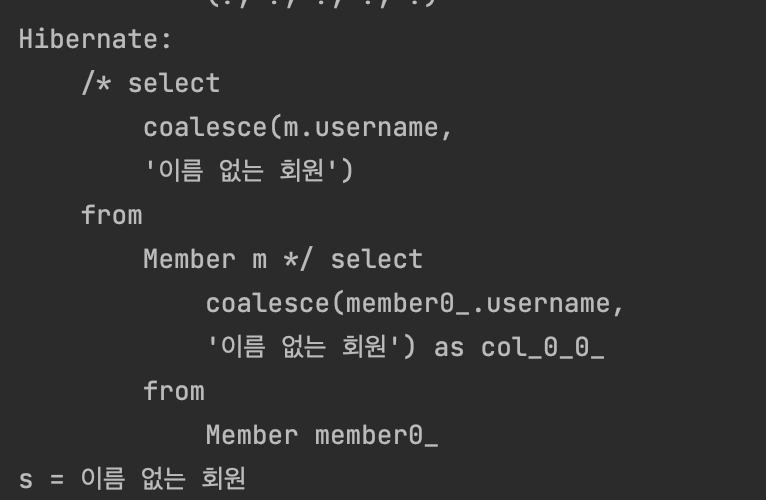 Hibernate:
/* select
coalesce(m.username,
'이름 없는 회원')
from
Member m */ select
coalesce(member0_.username,
'이름 없는 회원') as col_0_0_
from
Member member0_
s = 이름 없는 회원